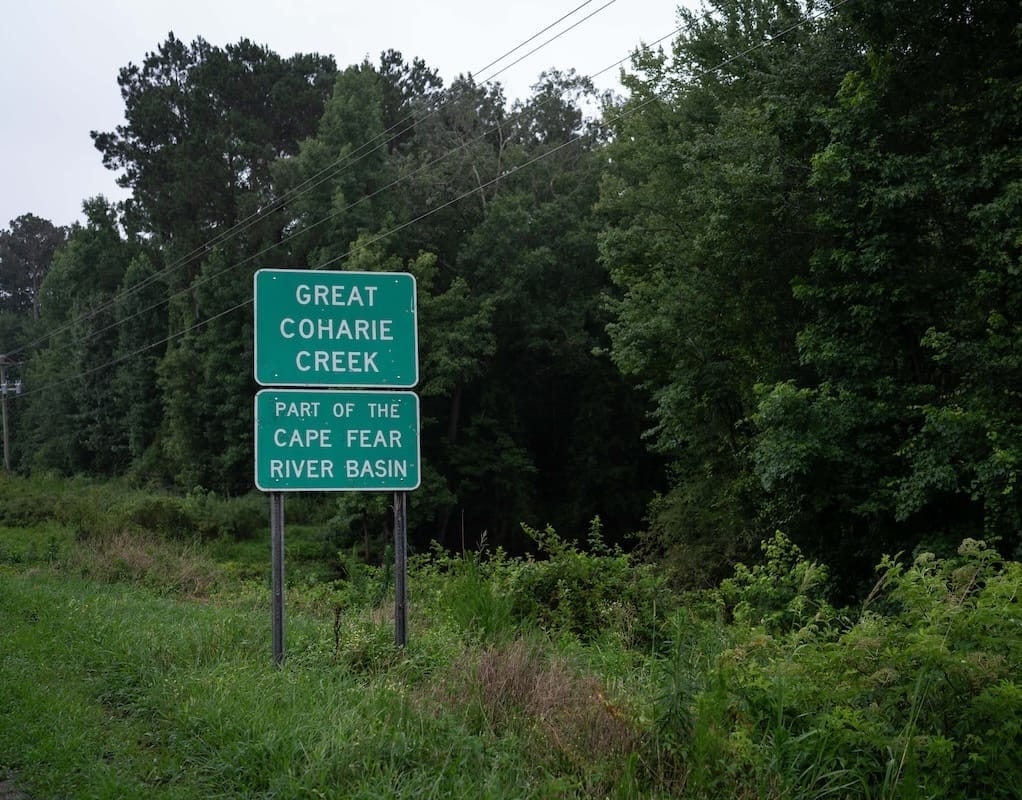 GREAT
COHARIE
CREEK
PART OF THE
CAPE FEAR
RIVER BASIN